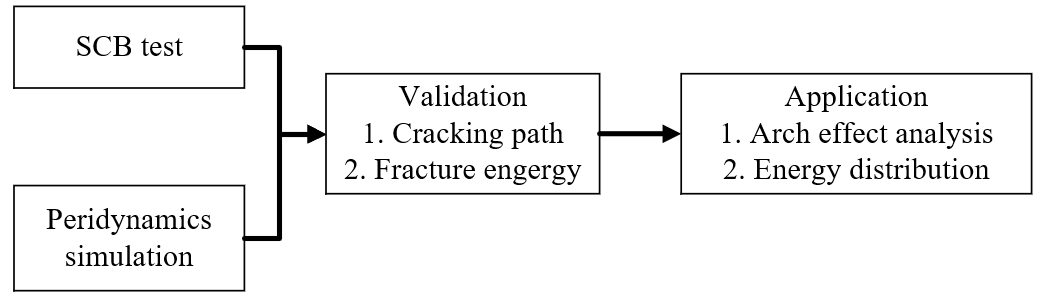 SCB test
Peridynamics
simulation
Validation
1. Cracking path
2. Fracture engergy
Application
1. Arch effect analysis
2. Energy distribution